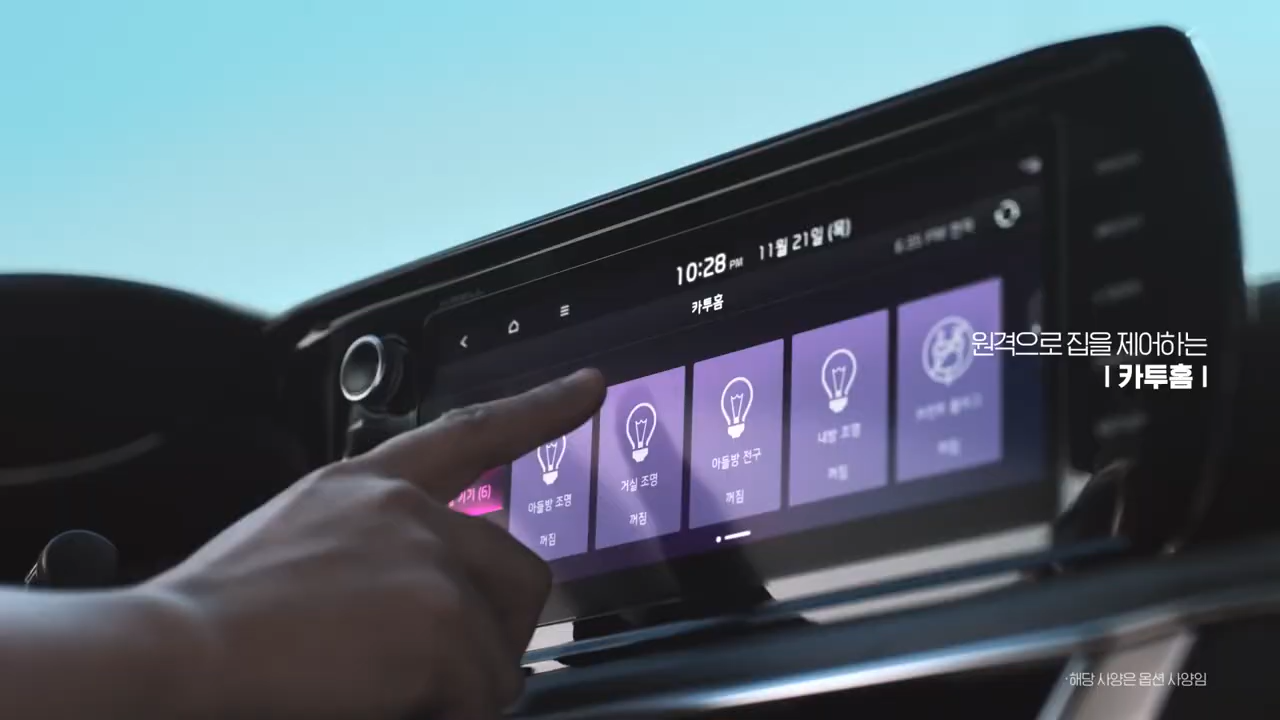 10:28 PM 11월 21일 (목)
카투홈
기기 (6)
아들방 조명
꺼짐
거실 조명
꺼짐
아들방 전구
꺼짐
내방 조명
꺼짐
꺼짐
원격으로 집을 제어하는
| 카투홈 |
·해당 사양은 옵션 사양임